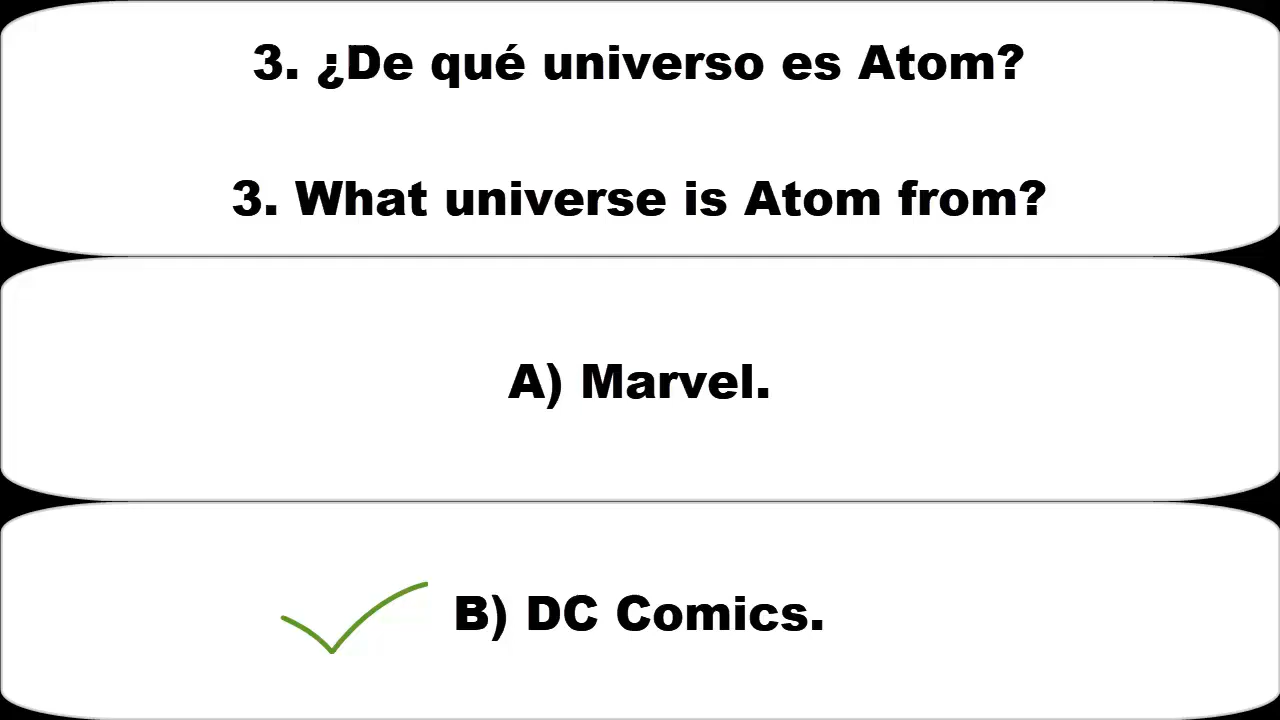 3. ¿De qué universo es Atom?
3. What universe is Atom from?
A) Marvel.
B) DC Comics.